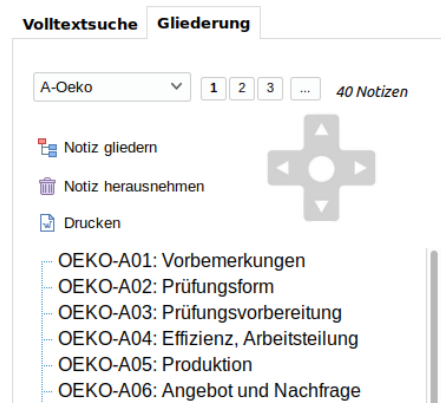 Volltextsuche Gliederung
A-Oeko 1 2 3 ... 40 Notizen
Notiz gliedern
Notiz herausnehmen
Drucken
OEKO-A01: Vorbemerkungen
OEKO-A02: Prüfungsform
OEKO-A03: Prüfungsvorbereitung
OEKO-A04: Effizienz, Arbeitsteilung
OEKO-A05: Produktion
OEKO-A06: Angebot und Nachfrage